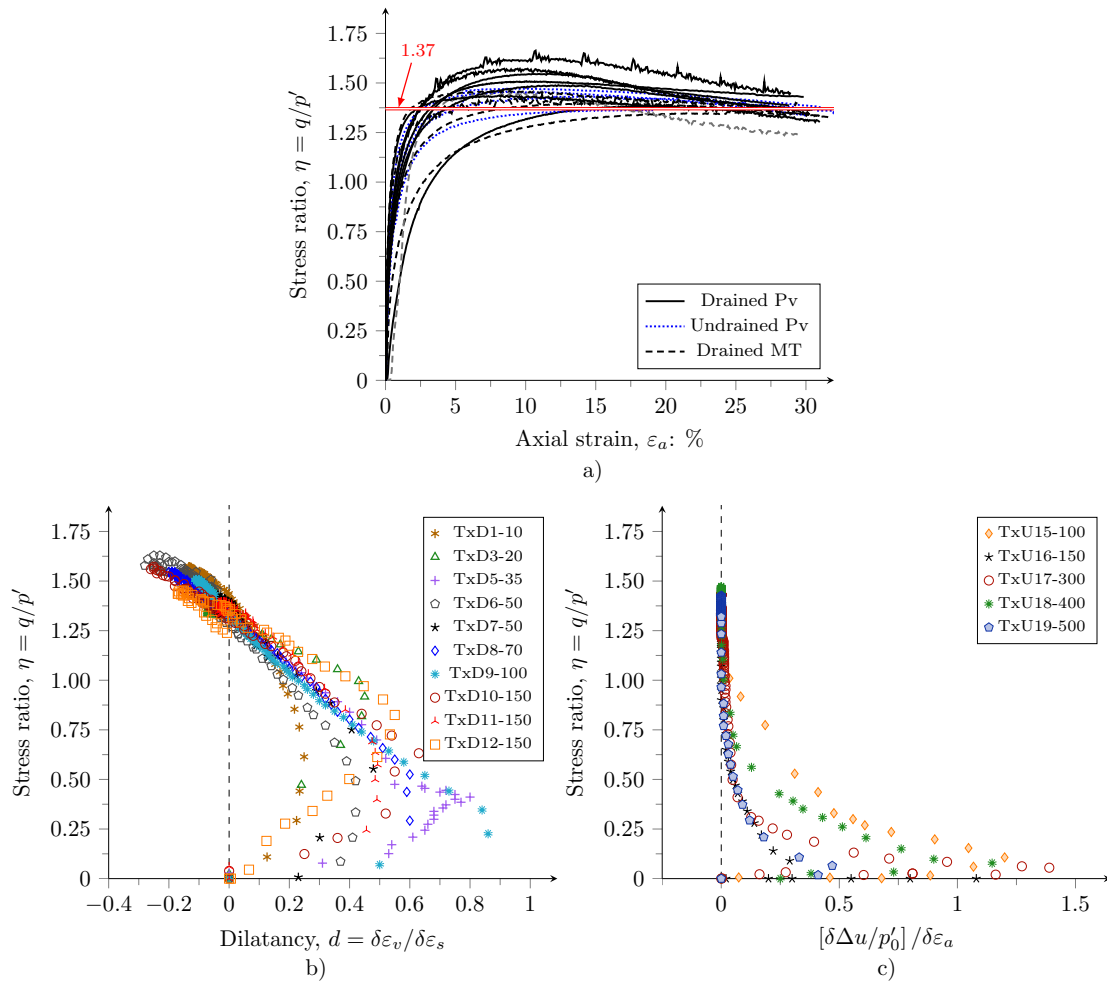 1.37
1.75
1.50
1.25
1.00
0.75
0.50
0.25
0
Stress ratio, η = q/p′
Drained Pv
Undrained Pv
Drained MT
0 5 10 15 20 25 30
Axial strain, εa: %
a)
1.75
1.50
1.25
1.00
0.75
0.50
0.25
0
Stress ratio, η = q/p′
TxD1-10
TxD3-20
TxD5-35
TxD6-50
TxD7-50
TxD8-70
TxD9-100
TxD10-150
TxD11-150
TxD12-150
−0.4 −0.2 0 0.2 0.4 0.6 0.8 1
Dilatancy, d = δεv/δεs
b)
1.75
1.50
1.25
1.00
0.75
0.50
0.25
0
Stress ratio, η = q/p′
TxU15-100
TxU16-150
TxU17-300
TxU18-400
TxU19-500
0 0.5 1 1.5
[δΔu/p′0] /δεa
c)